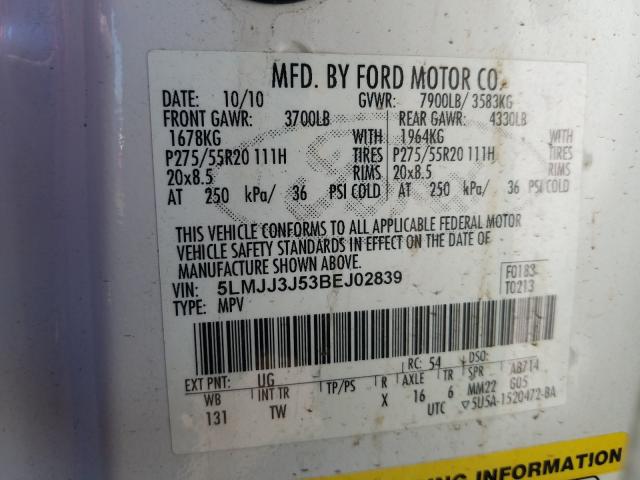 MFD. BY FORD MOTOR CO.
DATE: 10/10 GVWR: 7900LB/ 3583KG
FRONT GAWR: 3700LB REAR GAWR: 4330LB
1678KG WITH 1964KG WITH
P275/55R20 111H TIRES P275/55R20 111H TIRES
20x8.5 RIMS 20x8.5 RIMS
AT 250 kPa/ 36 PSI COLD AT 250 kPa/ 36 PSI COLD
THIS VEHICLE CONFORMS TO ALL APPLICABLE FEDERAL MOTOR
VEHICLE SAFETY STANDARDS IN EFFECT ON THE DATE OF
MANUFACTURE SHOWN ABOVE.
VIN: 5LMJJ3J53BEJ02839 F0183
TYPE: MPV T0213
EXT PNT: UG RC: 54 DSO:
WB INT TR TP/PS R AXLE TR SPR AB714
131 TW X 16 6 MM22 G05
UTC ▽5U5A-1520472-BA
ING INFORMATION